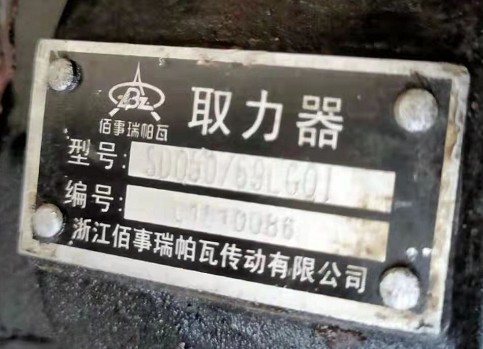 佰事瑞帕瓦
取力器
型号: SD060/69LG01
编号:
浙江佰事瑞帕瓦传动有限公司